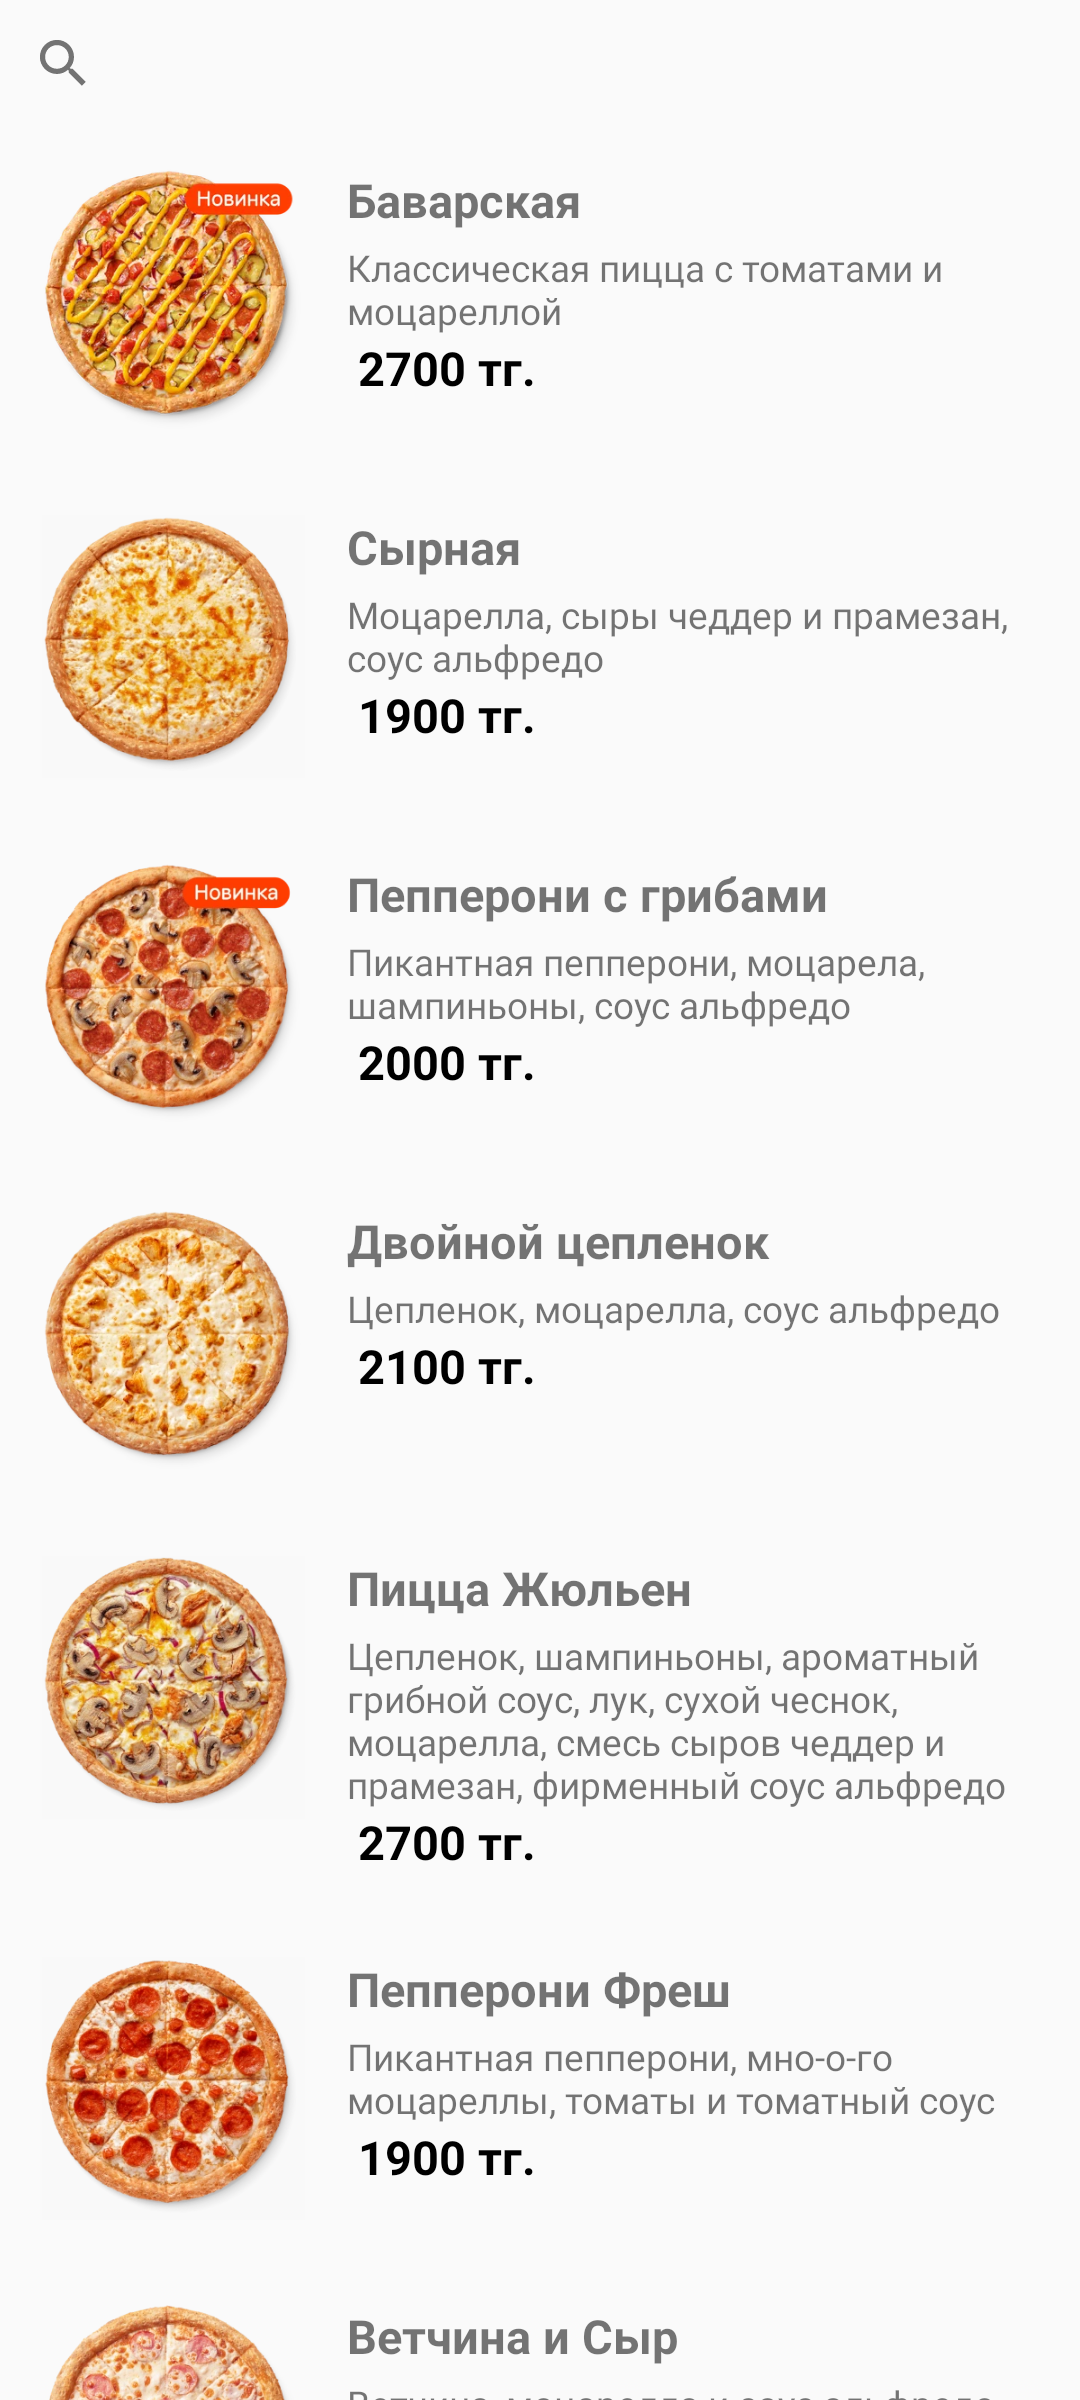 Новинка
Баварская
Классическая пицца с томатами и
моцареллой
2700 тг.
Сырная
Моцарелла, сыры чеддер и прамезан,
соус альфредо
1900 тг.
Новинка
Пепперони с грибами
Пикантная пепперони, моцарела,
шампиньоны, соус альфредо
2000 тг.
Двойной цепленок
Цепленок, моцарелла, соус альфредо
2100 тг.
Пицца Жюльен
Цепленок, шампиньоны, ароматный
грибной соус, лук, сухой чеснок,
моцарелла, смесь сыров чеддер и
прамезан, фирменный соус альфредо
2700 тг.
Пепперони Фреш
Пикантная пепперони, мно-о-го
моцареллы, томаты и томатный соус
1900 тг.
Ветчина и Сыр